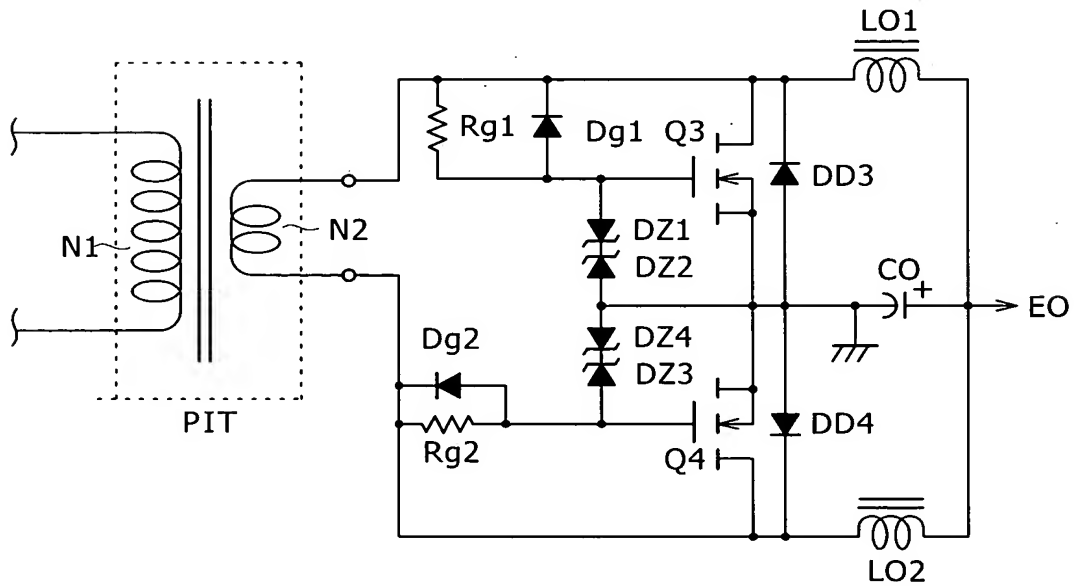 LO1
Rg1
Dg1
Q3
DD3
N1
N2
DZ1
DZ2
CO
+
EO
DZ4
DZ3
Dg2
Rg2
Q4
DD4
PIT
LO2